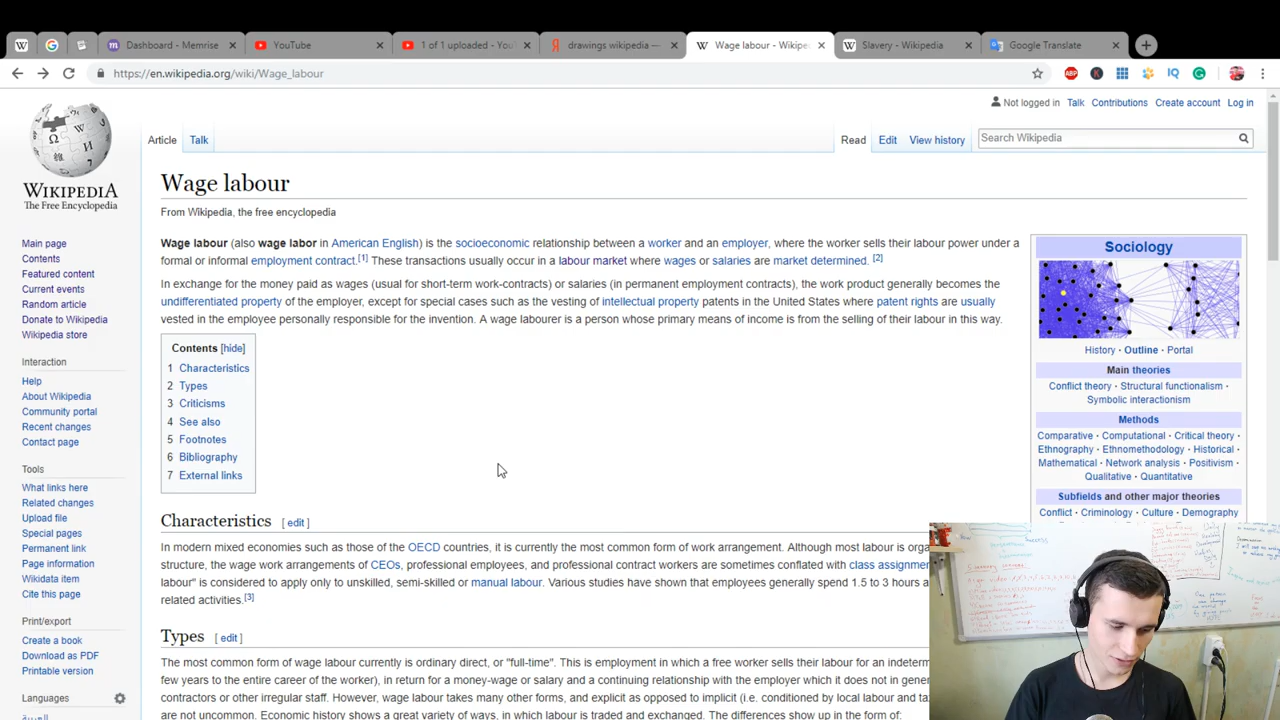 Dashboard - Memrise
YouTube
1 of 1 uploaded - You
drawings wikipedia —
Wage labour - Wikipe
Slavery - Wikipedia
Google Translate
https://en.wikipedia.org/wiki/Wage_labour
ABP
IQ
Not logged in Talk Contributions Create account Log in
Article Talk
Read Edit View history
Search Wikipedia
WIKIPEDIA
The Free Encyclopedia
Main page
Contents
Featured content
Current events
Random article
Donate to Wikipedia
Wikipedia store
Interaction
Help
About Wikipedia
Community portal
Recent changes
Contact page
Tools
What links here
Related changes
Upload file
Special pages
Permanent link
Page information
Wikidata item
Cite this page
Print/export
Create a book
Download as PDF
Printable version
Languages
Wage labour
From Wikipedia, the free encyclopedia
Wage labour (also wage labor in American English) is the socioeconomic relationship between a worker and an employer, where the worker sells their labour power under a
formal or informal employment contract.[1] These transactions usually occur in a labour market where wages or salaries are market determined. [2]
In exchange for the money paid as wages (usual for short-term work-contracts) or salaries (in permanent employment contracts), the work product generally becomes the
undifferentiated property of the employer, except for special cases such as the vesting of intellectual property patents in the United States where patent rights are usually
vested in the employee personally responsible for the invention. A wage labourer is a person whose primary means of income is from the selling of their labour in this way.
Contents [hide]
1 Characteristics
2 Types
3 Criticisms
4 See also
5 Footnotes
6 Bibliography
7 External links
Characteristics [ edit ]
In modern mixed economies such as those of the OECD countries, it is currently the most common form of work arrangement. Although most labour is orga
structure, the wage work arrangements of CEOs, professional employees, and professional contract workers are sometimes conflated with class assignmen
labour" is considered to apply only to unskilled, semi-skilled or manual labour. Various studies have shown that employees generally spend 1.5 to 3 hours a
related activities.[3]
Types [ edit ]
The most common form of wage labour currently is ordinary direct, or "full-time". This is employment in which a free worker sells their labour for an indeterm
few years to the entire career of the worker), in return for a money-wage or salary and a continuing relationship with the employer which it does not in gener
contractors or other irregular staff. However, wage labour takes many other forms, and explicit as opposed to implicit (i.e. conditioned by local labour and ta
are not uncommon. Economic history shows a great variety of ways, in which labour is traded and exchanged. The differences show up in the form of:
Sociology
History · Outline · Portal
Main theories
Conflict theory · Structural functionalism ·
Symbolic interactionism
Methods
Comparative · Computational · Critical theory ·
Ethnography · Ethnomethodology · Historical ·
Mathematical · Network analysis · Positivism ·
Qualitative · Quantitative
Subfields and other major theories
Conflict · Criminology · Culture · Demography